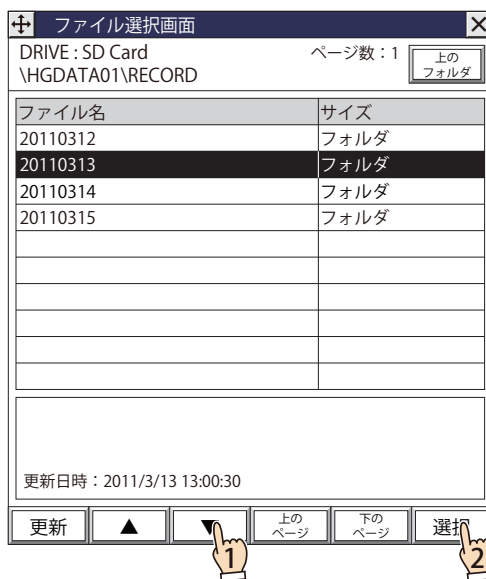 ファイル選択画面
DRIVE : SD Card ページ数：1
\HGDATA01\RECORD
上の
フォルダ
ファイル名 サイズ
20110312 フォルダ
20110313 フォルダ
20110314 フォルダ
20110315 フォルダ
更新日時：2011/3/13 13:00:30
更新 ▲ ▼ 上の
ページ
下の
ページ
選択
1
2